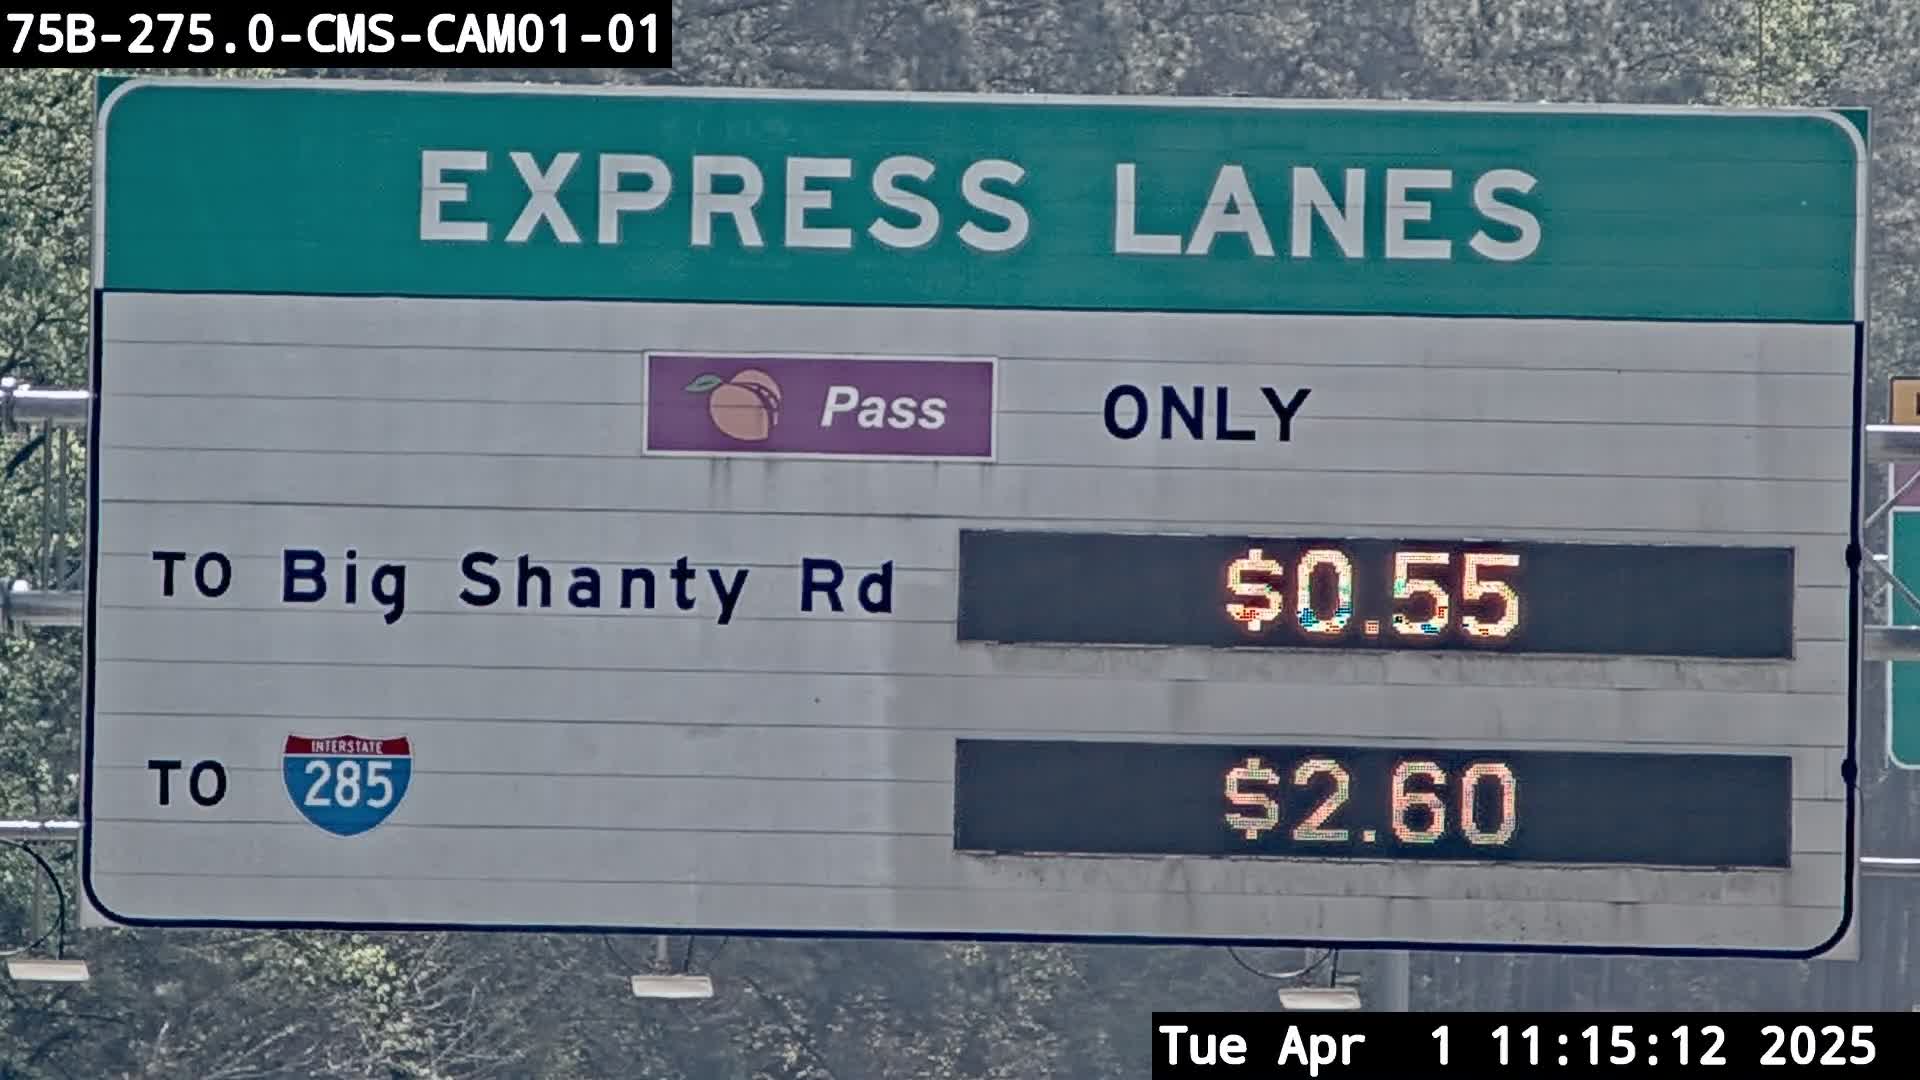 75B-275.0-CMS-CAM01-01
EXPRESS LANES
Pass ONLY
TO Big Shanty Rd $0.55
INTERSTATE
TO 285 $2.60
Tue Apr 1 11:15:12 2025